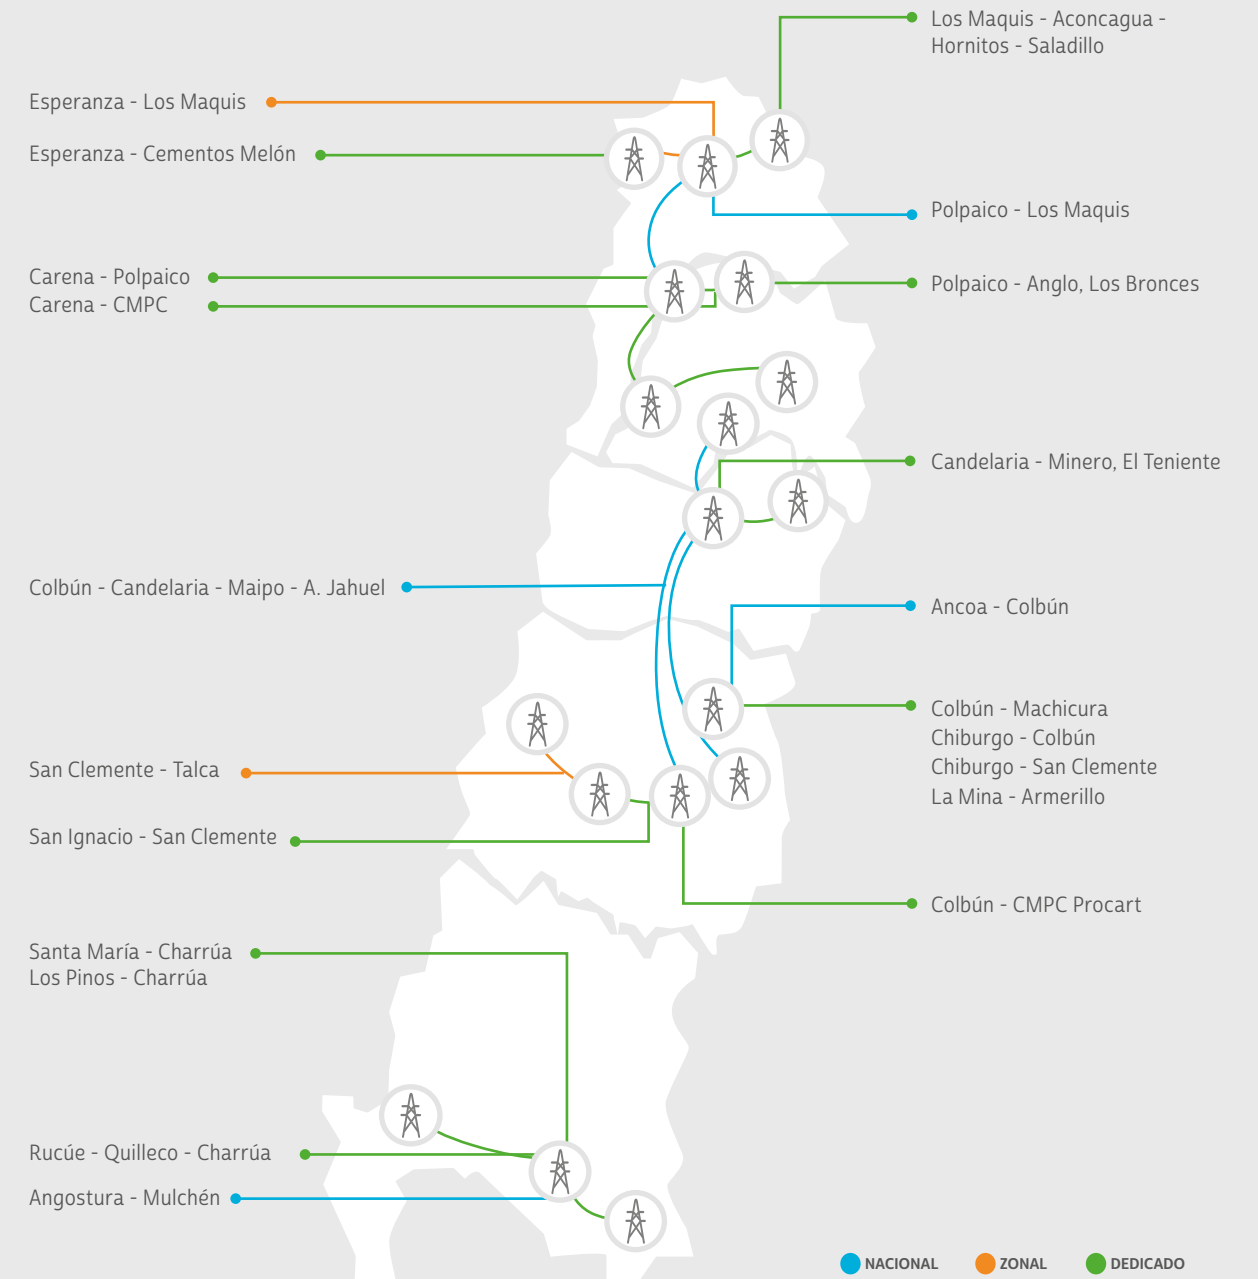 Los Maquis - Aconcagua -
Hornitos - Saladillo
Esperanza - Los Maquis
Esperanza - Cementos Melón
Polpaico - Los Maquis
Carena - Polpaico
Carena - CMPC
Polpaico - Anglo, Los Bronces
Candelaria - Minero, El Teniente
Colbún - Candelaria - Maipo - A. Jahuel
Ancoa - Colbún
Colbún - Machicura
Chiburgo - Colbún
Chiburgo - San Clemente
La Mina - Armerillo
San Clemente - Talca
San Ignacio - San Clemente
Colbún - CMPC Procart
Santa María - Charrúa
Los Pinos - Charrúa
Rucúe - Quilleco - Charrúa
Angostura - Mulchén
NACIONAL
ZONAL
DEDICADO